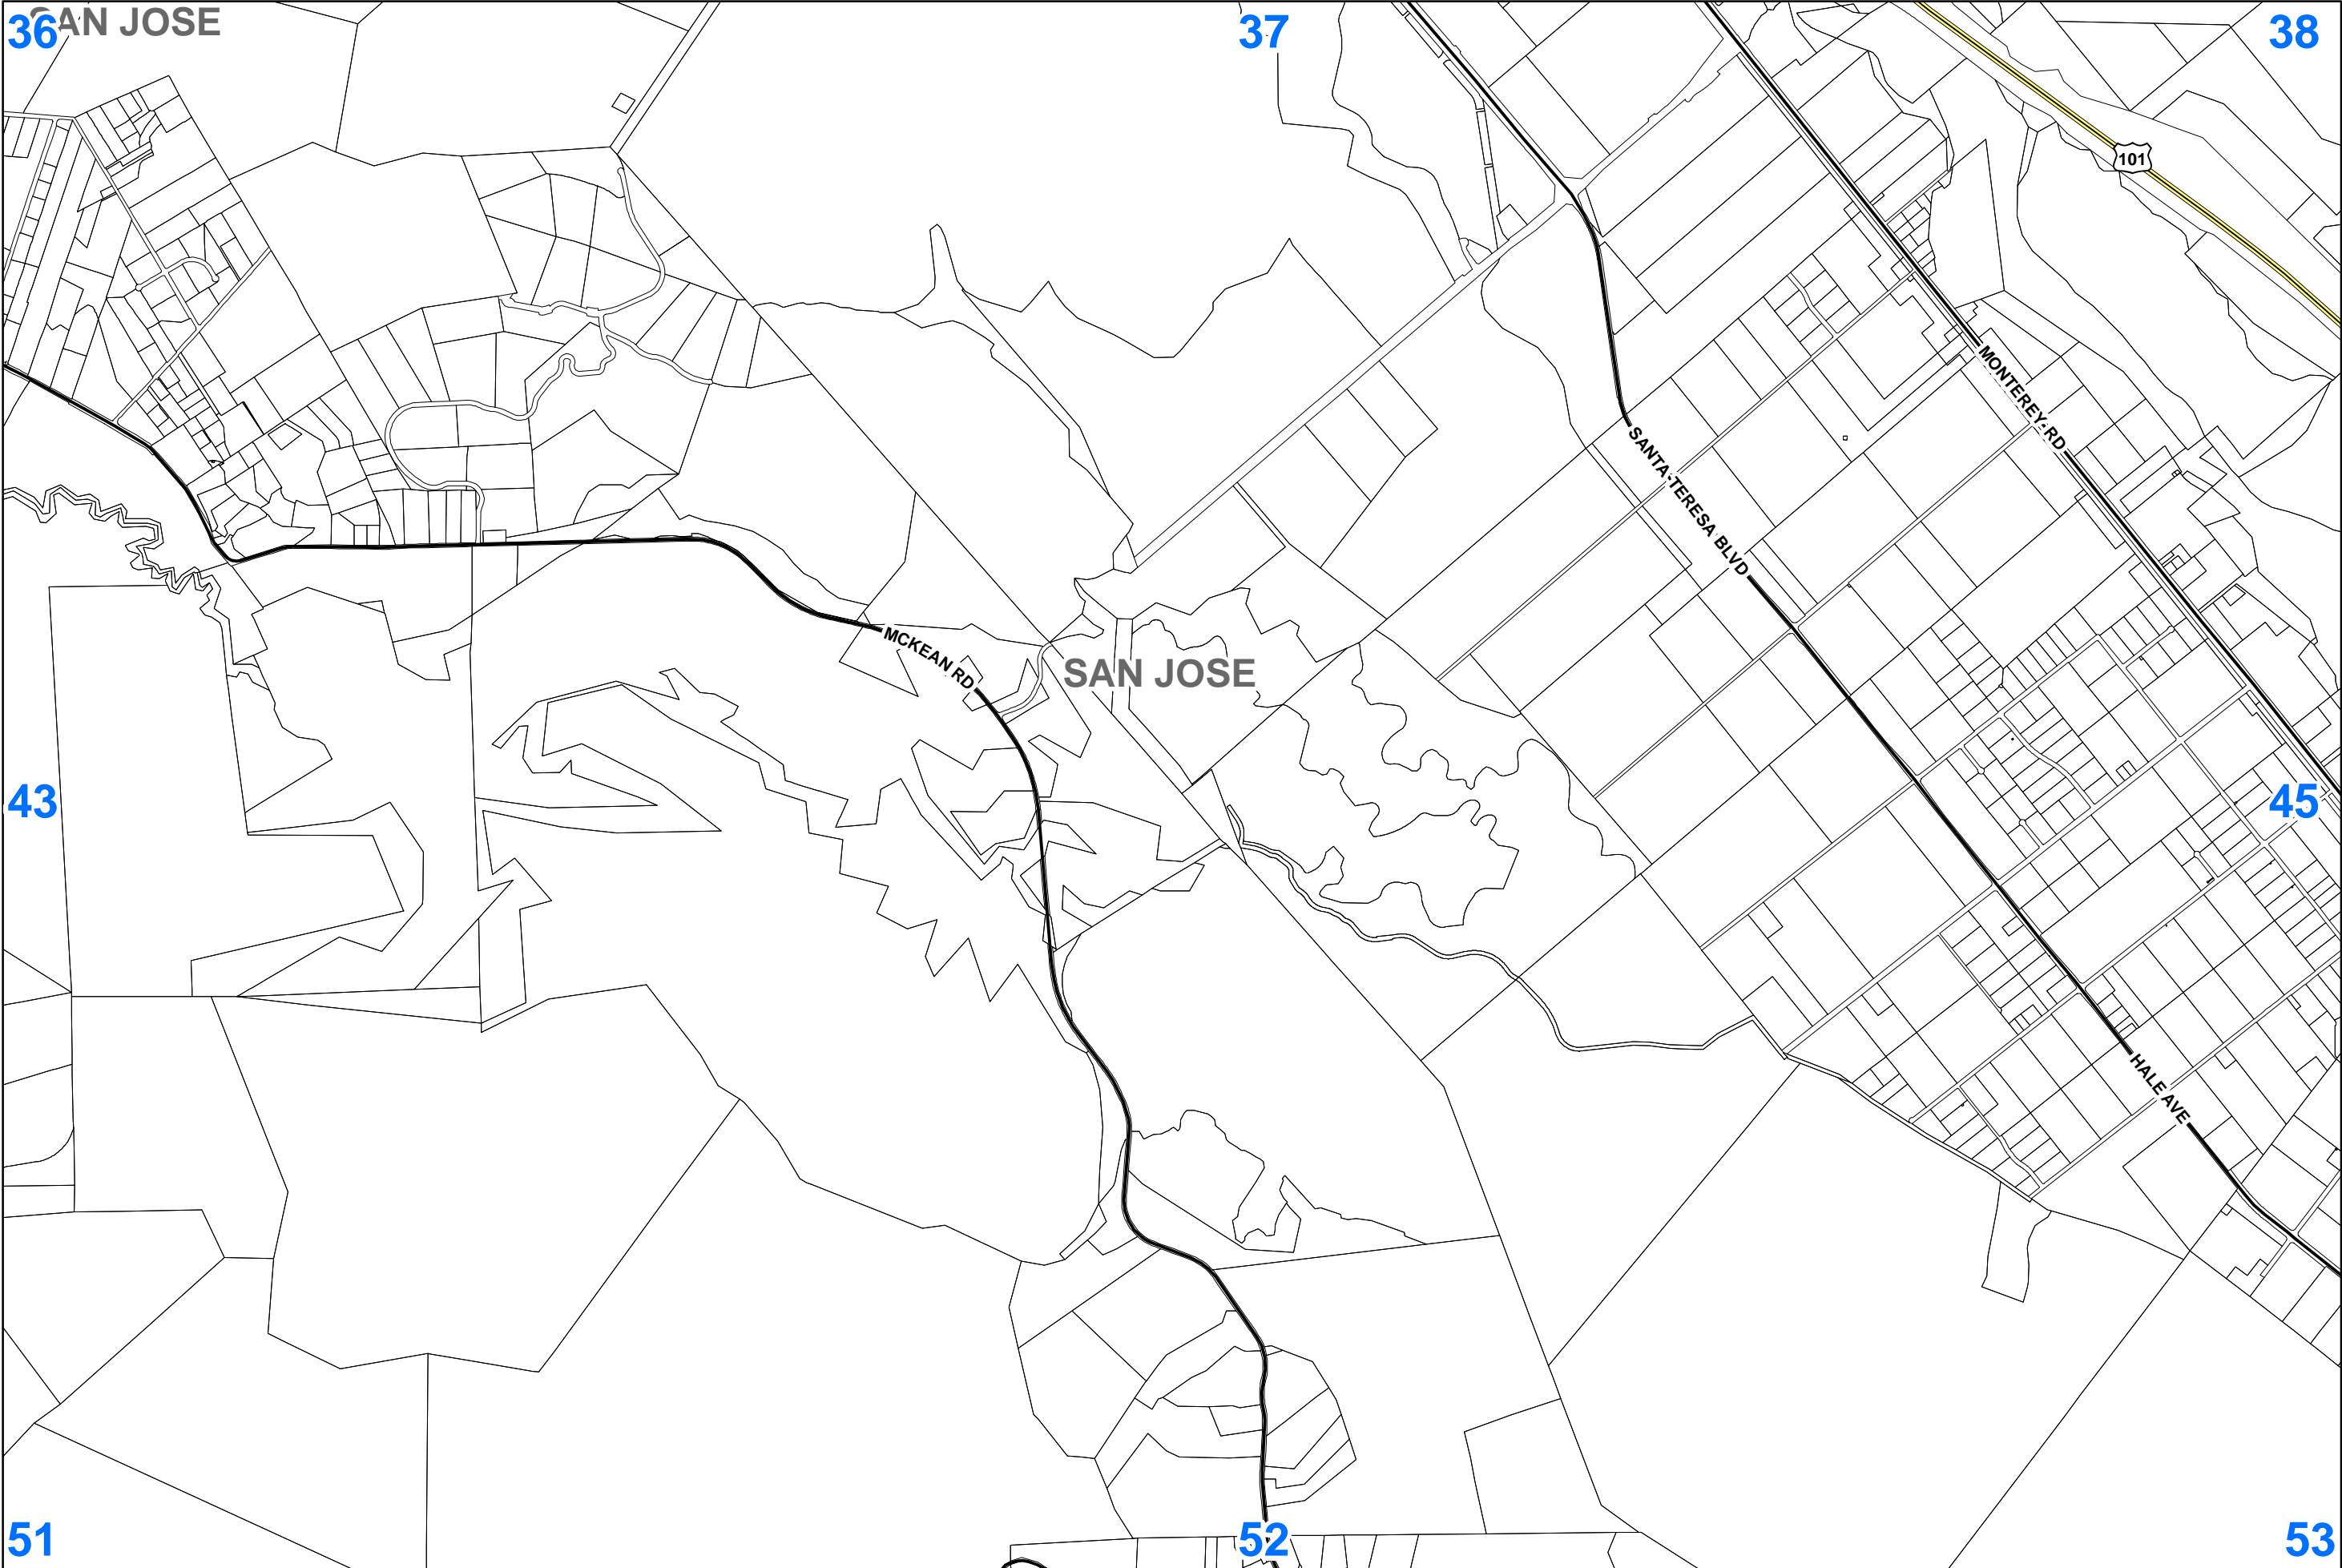 SAN JOSE
36
37
38
101
MONTEREY RD
SANTA TERESA BLVD
MCKEAN RD
SAN JOSE
43
45
HALE AVE
51
52
53